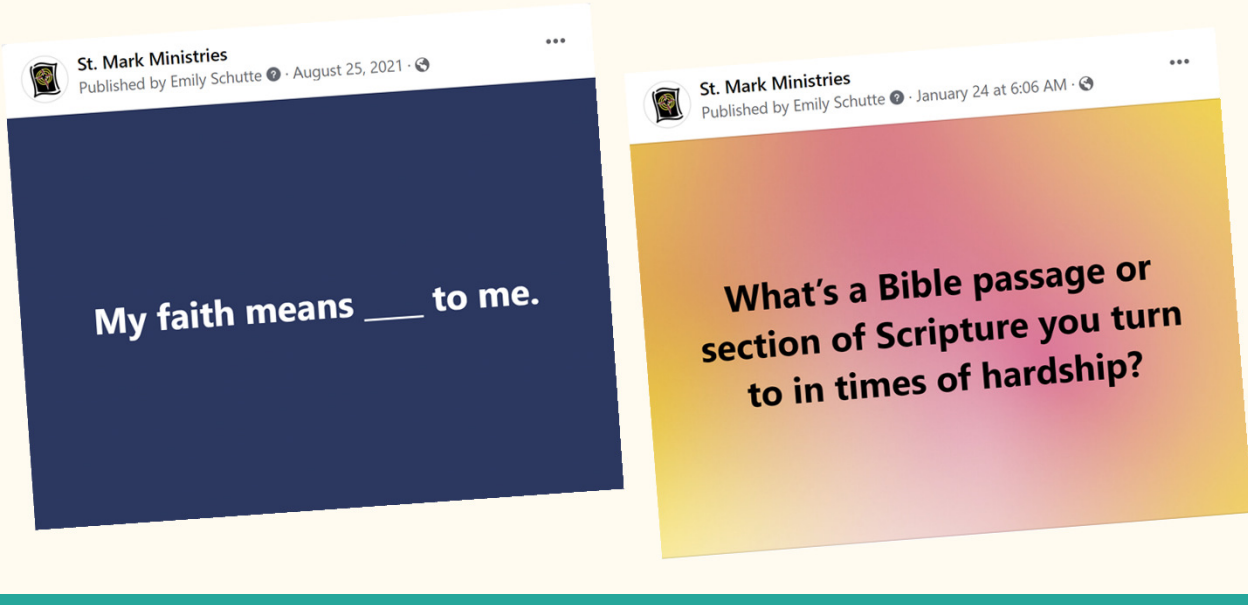 St. Mark Ministries
Published by Emily Schutte · August 25, 2021 ·
My faith means ____ to me.
St. Mark Ministries
Published by Emily Schutte · January 24 at 6:06 AM ·
What's a Bible passage or
section of Scripture you turn
to in times of hardship?